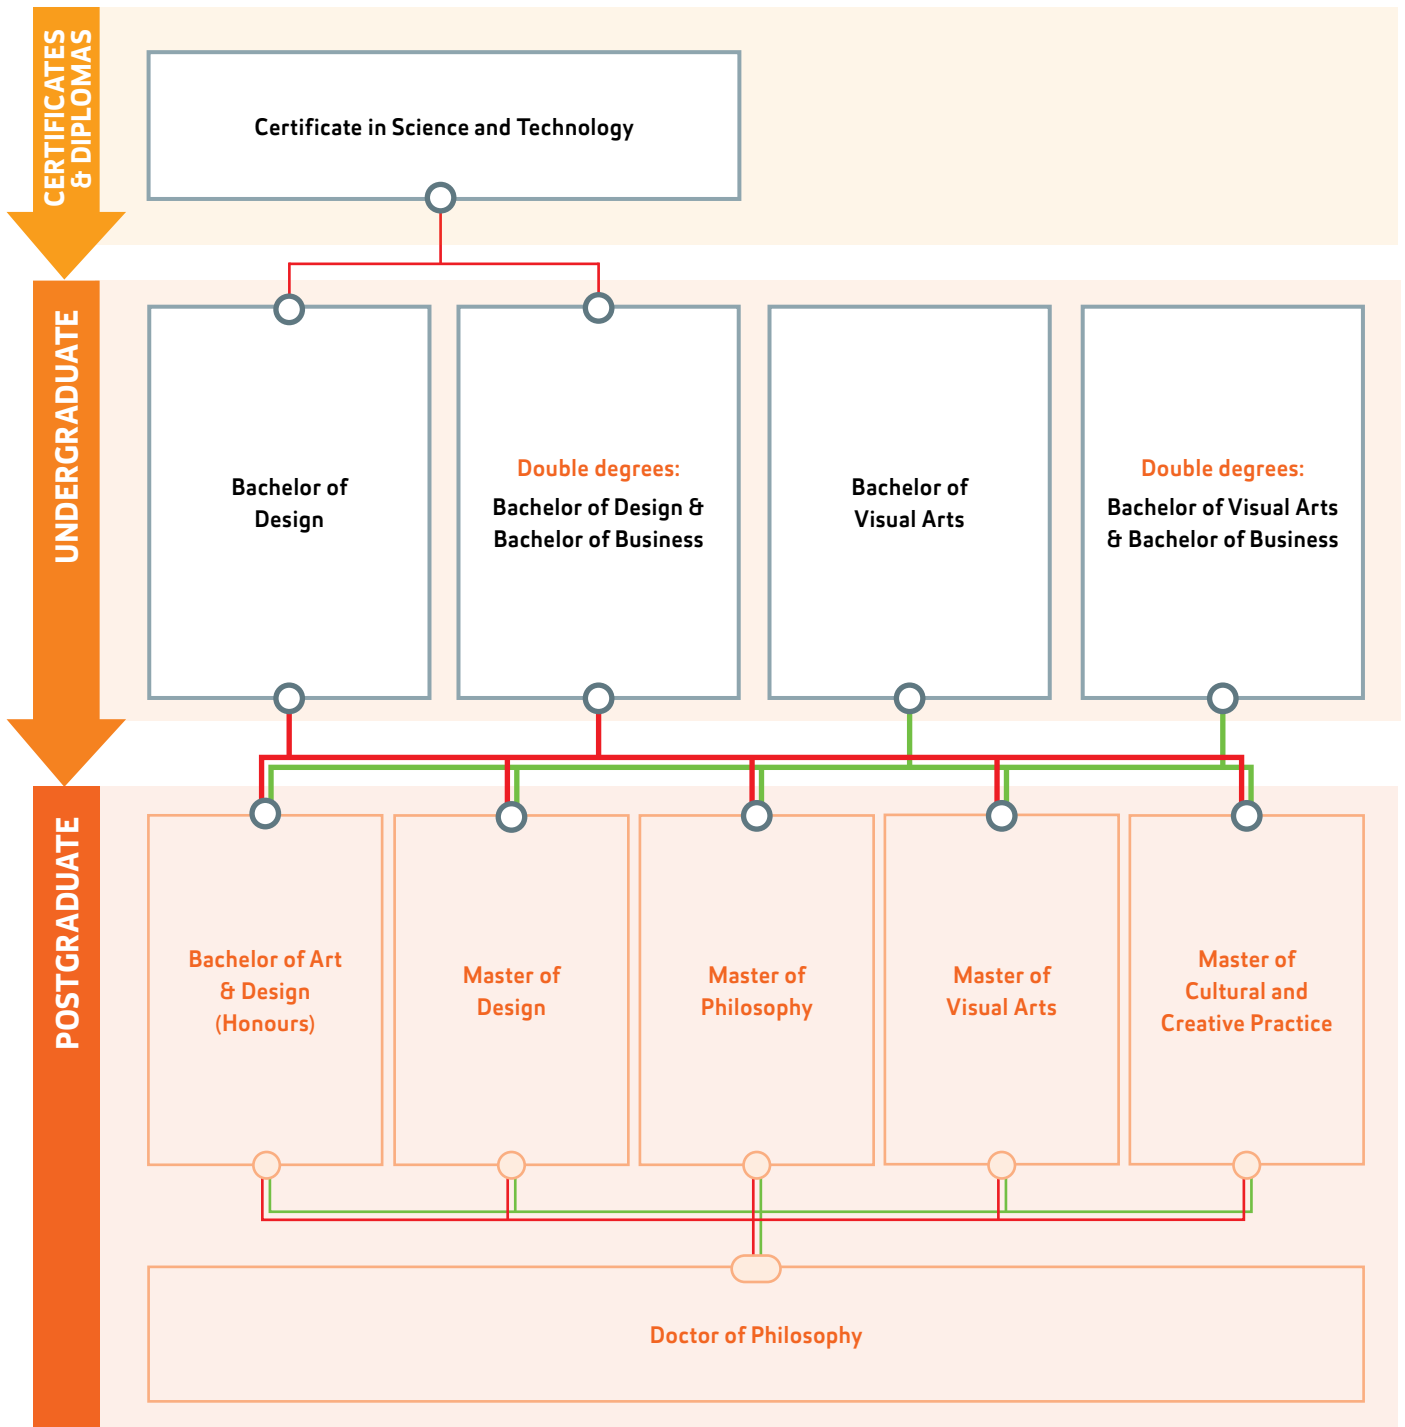 CERTIFICATES
& DIPLOMAS
Certificate in Science and Technology
UNDERGRADUATE
Bachelor of
Design
Double degrees:
Bachelor of Design &
Bachelor of Business
Bachelor of
Visual Arts
Double degrees:
Bachelor of Visual Arts
& Bachelor of Business
POSTGRADUATE
Bachelor of Art
& Design
(Honours)
Master of
Design
Master of
Philosophy
Master of
Visual Arts
Master of
Cultural and
Creative Practice
Doctor of Philosophy